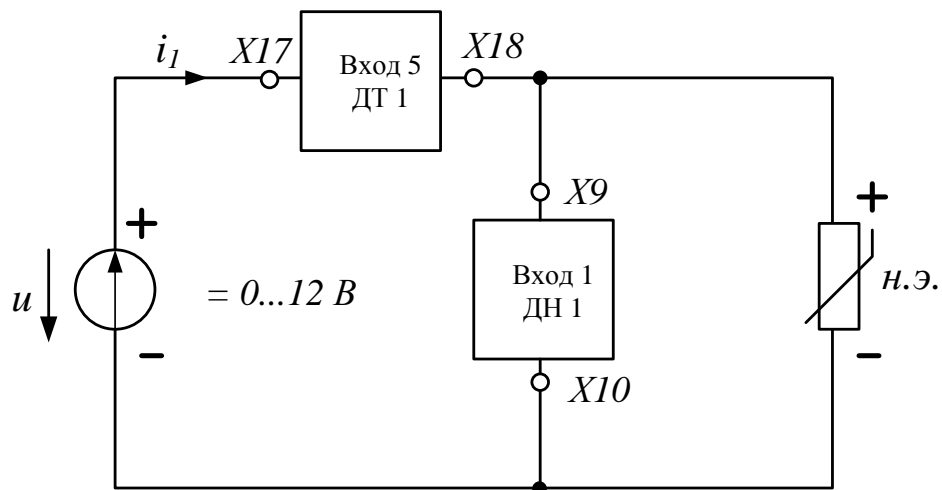 i1
X17
Вход 5
ДТ 1
X18
X9
+
+
u
= 0...12 В
Вход 1
ДН 1
н.э.
−
−
X10